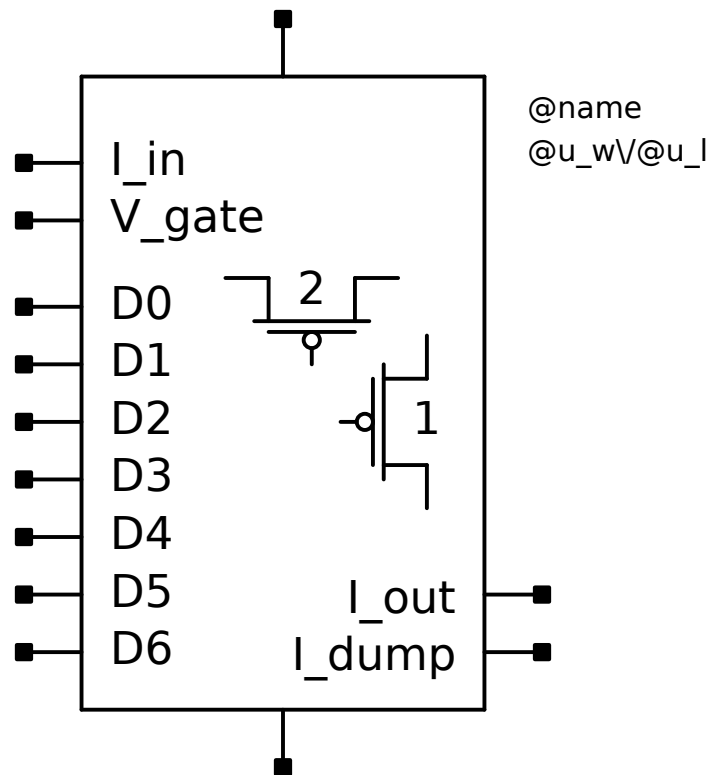 @name
@u_w\/@u_l
I_in
V_gate
2
D0
D1
D2
1
D3
D4
D5
I_out
D6
I_dump